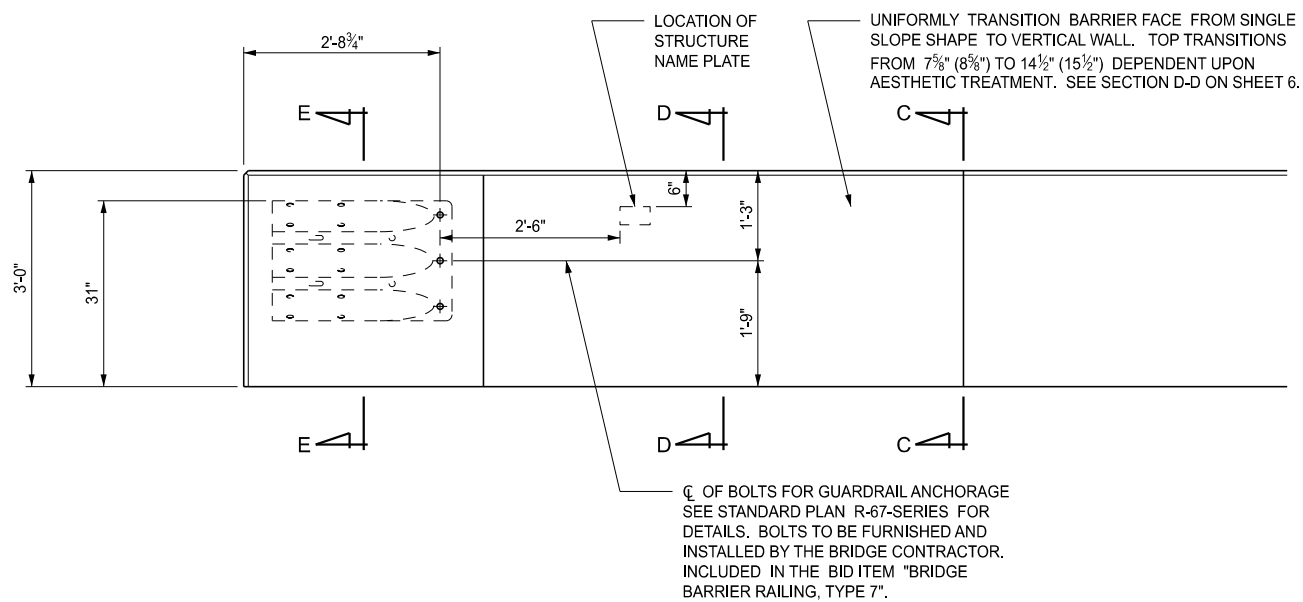 LOCATION OF
STRUCTURE
NAME PLATE
UNIFORMLY TRANSITION BARRIER FACE FROM SINGLE
SLOPE SHAPE TO VERTICAL WALL. TOP TRANSITIONS
FROM 7⅝" (8⅝") TO 14½" (15½") DEPENDENT UPON
AESTHETIC TREATMENT. SEE SECTION D-D ON SHEET 6.
2'-8¾"
E
D
C
6"
1'-3"
2'-6"
3'-0"
31"
1'-9"
E
D
C
℄ OF BOLTS FOR GUARDRAIL ANCHORAGE
SEE STANDARD PLAN R-67-SERIES FOR
DETAILS. BOLTS TO BE FURNISHED AND
INSTALLED BY THE BRIDGE CONTRACTOR.
INCLUDED IN THE BID ITEM "BRIDGE
BARRIER RAILING, TYPE 7".